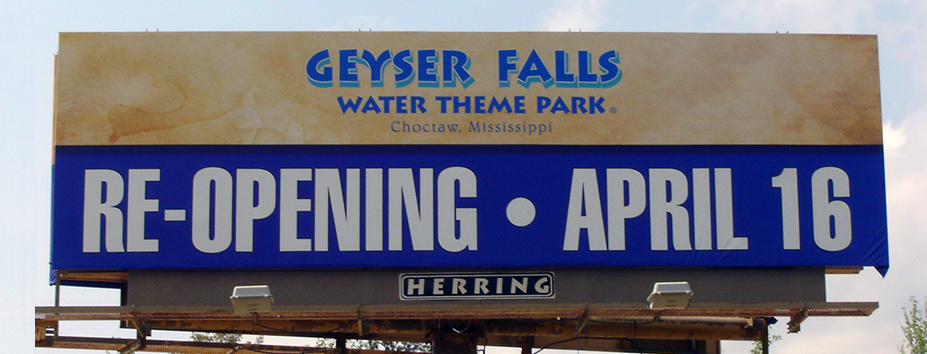 GEYSER FALLS
WATER THEME PARK®
Choctaw, Mississippi
RE-OPENING • APRIL 16
HERRING